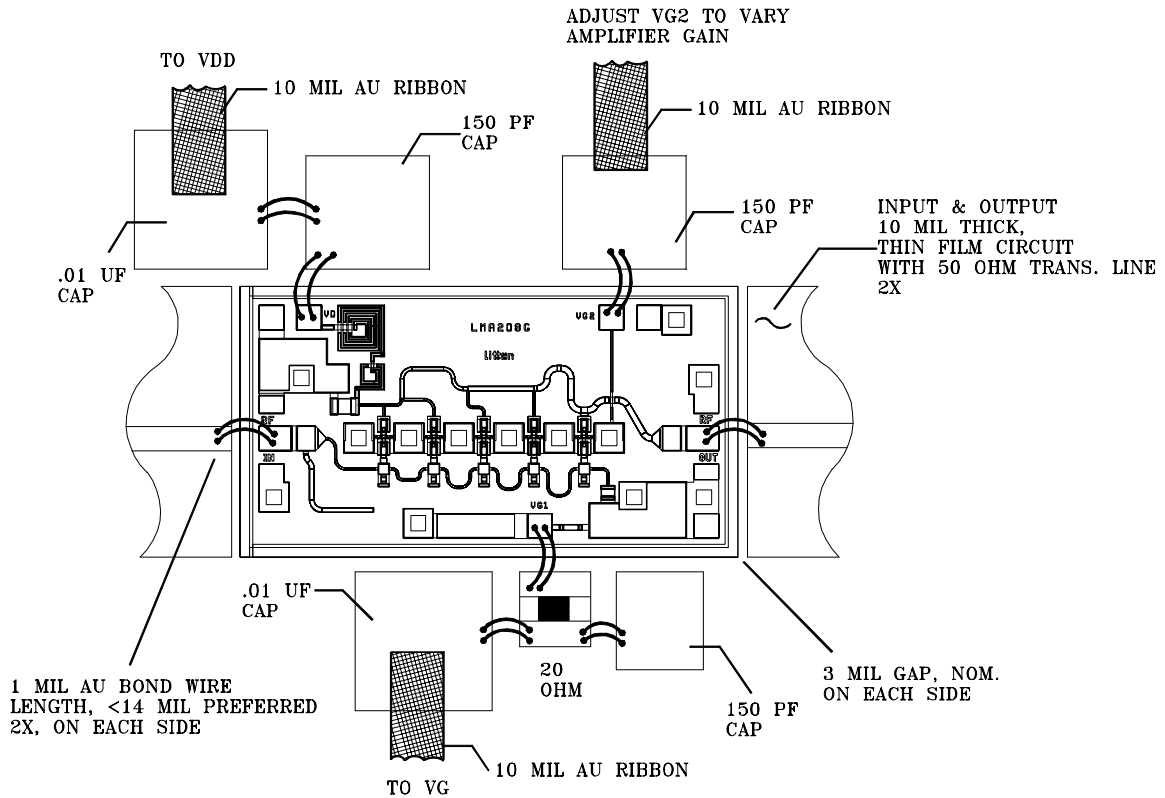 ADJUST VG2 TO VARY
AMPLIFIER GAIN
TO VDD
10 MIL AU RIBBON
10 MIL AU RIBBON
150 PF
CAP
150 PF
CAP
INPUT & OUTPUT
10 MIL THICK,
THIN FILM CIRCUIT
WITH 50 OHM TRANS. LINE
2X
.01 UF
CAP
VD
LMA208G
VG2
Litton
RF
IN
RF
OUT
VG1
.01 UF
CAP
20
OHM
3 MIL GAP, NOM.
ON EACH SIDE
1 MIL AU BOND WIRE
LENGTH, <14 MIL PREFERRED
2X, ON EACH SIDE
150 PF
CAP
10 MIL AU RIBBON
TO VG